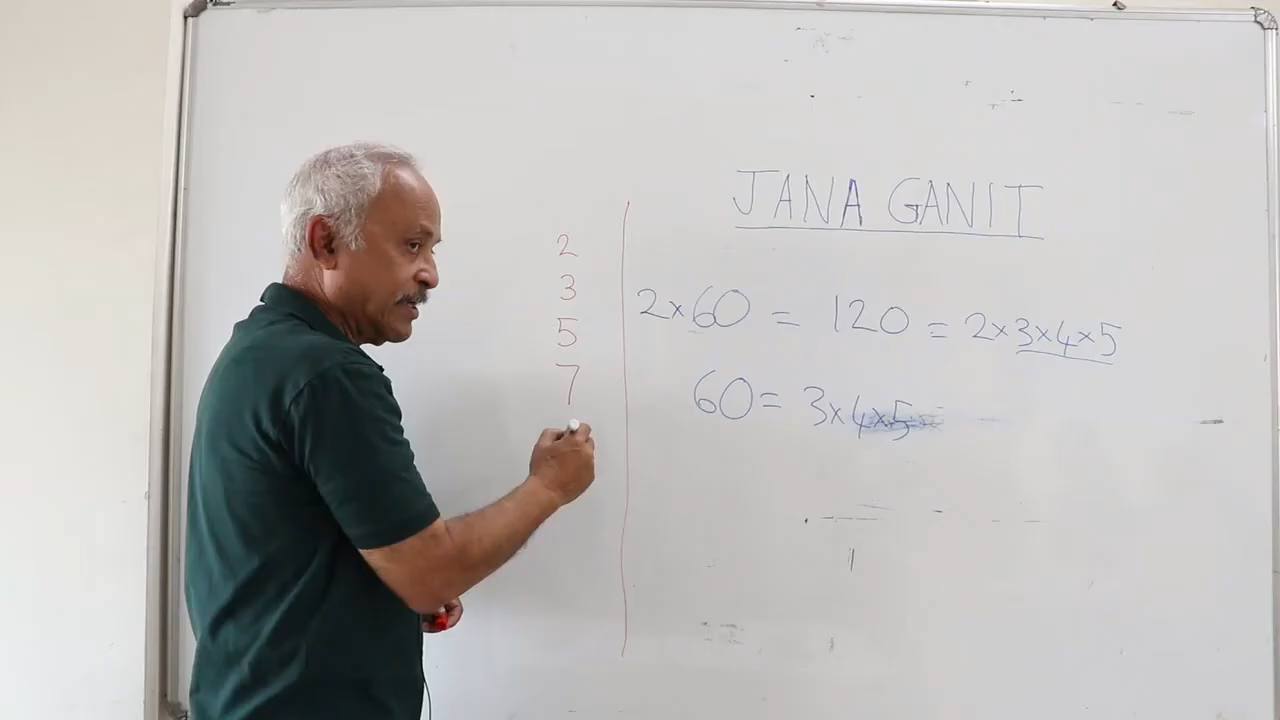 JANA GANIT
2
3
5
7
2×60 = 120 = 2×3×4×5
60 = 3×4×5